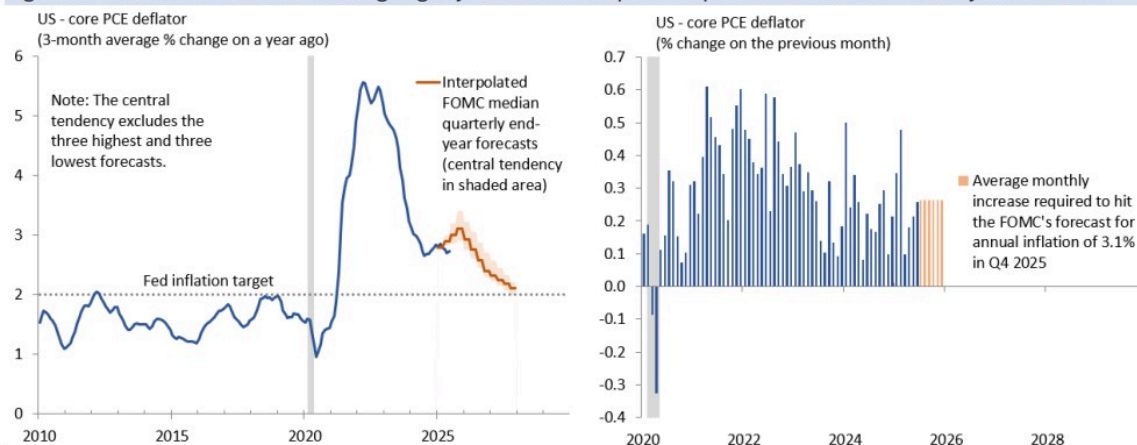 US - core PCE deflator
(3-month average % change on a year ago)
6
5
4
3
2
1
0
Note: The central
tendency excludes the
three highest and three
lowest forecasts.
Interpolated
FOMC median
quarterly end-
year forecasts
(central tendency
in shaded area)
Fed inflation target
2010
2015
2020
2025
US - core PCE deflator
(% change on the previous month)
0.7
0.6
0.5
0.4
0.3
0.2
0.1
0.0
-0.1
-0.2
-0.3
-0.4
Average monthly
increase required to hit
the FOMC's forecast for
annual inflation of 3.1%
in Q4 2025
2020
2022
2024
2026
2028